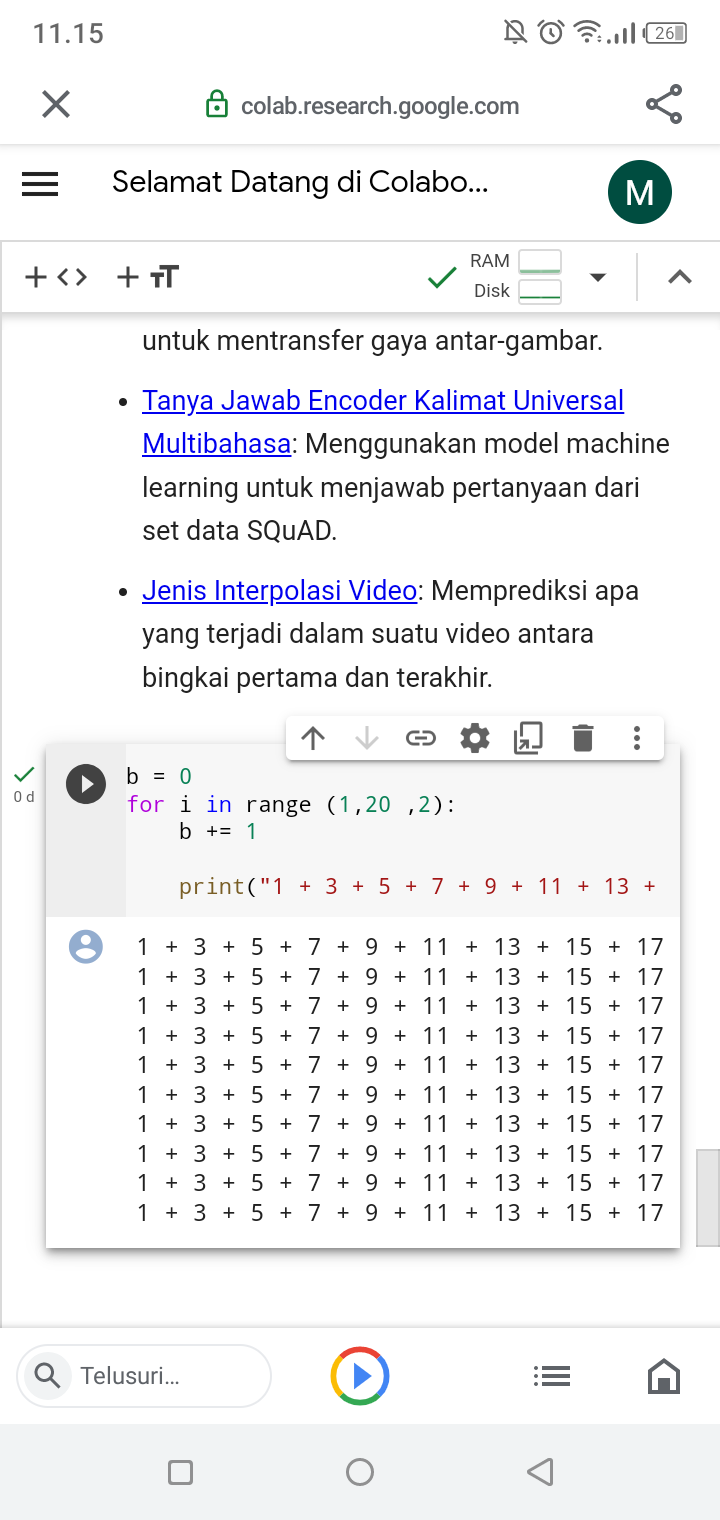 11.15
26
colab.research.google.com
Selamat Datang di Colabo...
M
+ <> + TT
RAM
Disk
untuk mentransfer gaya antar-gambar.
• Tanya Jawab Encoder Kalimat Universal
Multibahasa: Menggunakan model machine
learning untuk menjawab pertanyaan dari
set data SQuAD.
• Jenis Interpolasi Video: Memprediksi apa
yang terjadi dalam suatu video antara
bingkai pertama dan terakhir.
0 d
b = 0
for i in range (1,20 ,2):
    b += 1
    print("1 + 3 + 5 + 7 + 9 + 11 + 13 +
1 + 3 + 5 + 7 + 9 + 11 + 13 + 15 + 17
1 + 3 + 5 + 7 + 9 + 11 + 13 + 15 + 17
1 + 3 + 5 + 7 + 9 + 11 + 13 + 15 + 17
1 + 3 + 5 + 7 + 9 + 11 + 13 + 15 + 17
1 + 3 + 5 + 7 + 9 + 11 + 13 + 15 + 17
1 + 3 + 5 + 7 + 9 + 11 + 13 + 15 + 17
1 + 3 + 5 + 7 + 9 + 11 + 13 + 15 + 17
1 + 3 + 5 + 7 + 9 + 11 + 13 + 15 + 17
1 + 3 + 5 + 7 + 9 + 11 + 13 + 15 + 17
1 + 3 + 5 + 7 + 9 + 11 + 13 + 15 + 17
Telusuri...